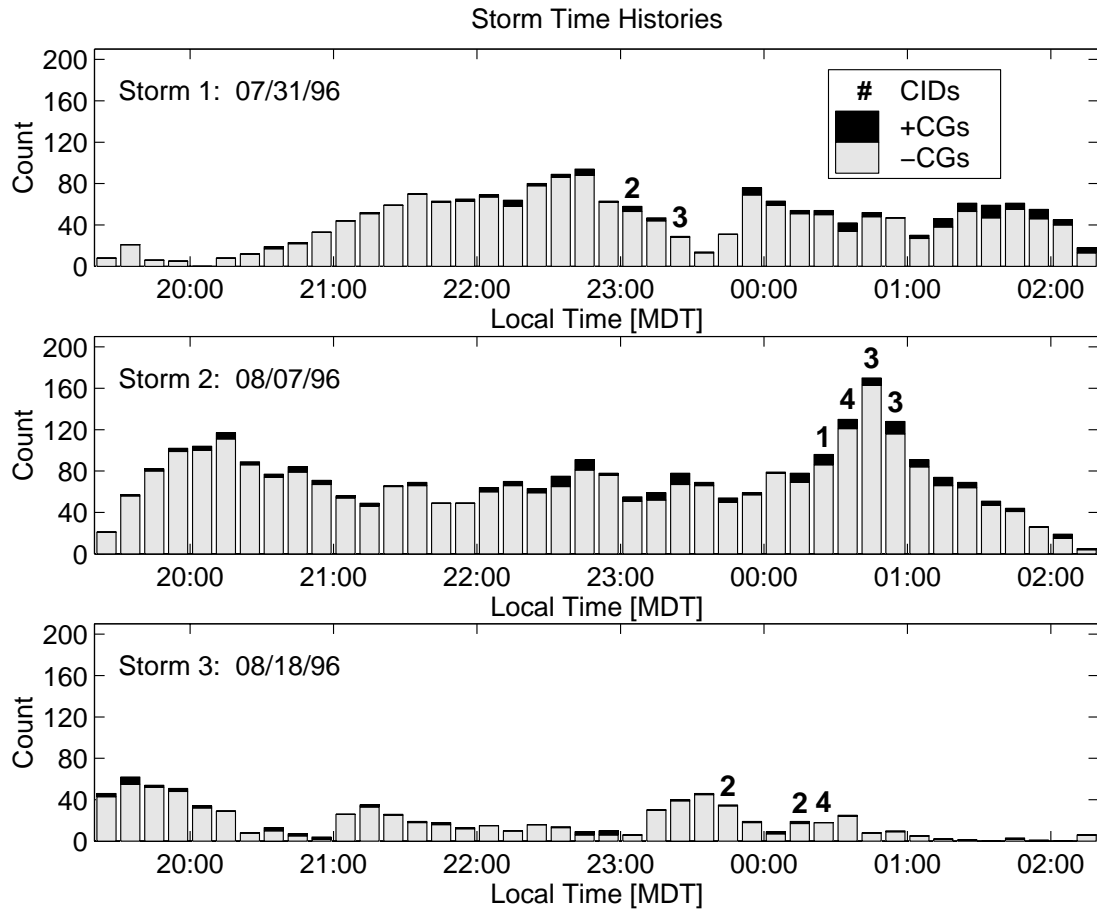 Storm Time Histories
200
160
120
80
40
0
Count
Storm 1: 07/31/96
# CIDs
+CGs
−CGs
2
3
20:00 21:00 22:00 23:00 00:00 01:00 02:00
Local Time [MDT]
200
160
120
80
40
0
Count
Storm 2: 08/07/96
1
4
3
3
20:00 21:00 22:00 23:00 00:00 01:00 02:00
Local Time [MDT]
200
160
120
80
40
0
Count
Storm 3: 08/18/96
2
2
4
20:00 21:00 22:00 23:00 00:00 01:00 02:00
Local Time [MDT]